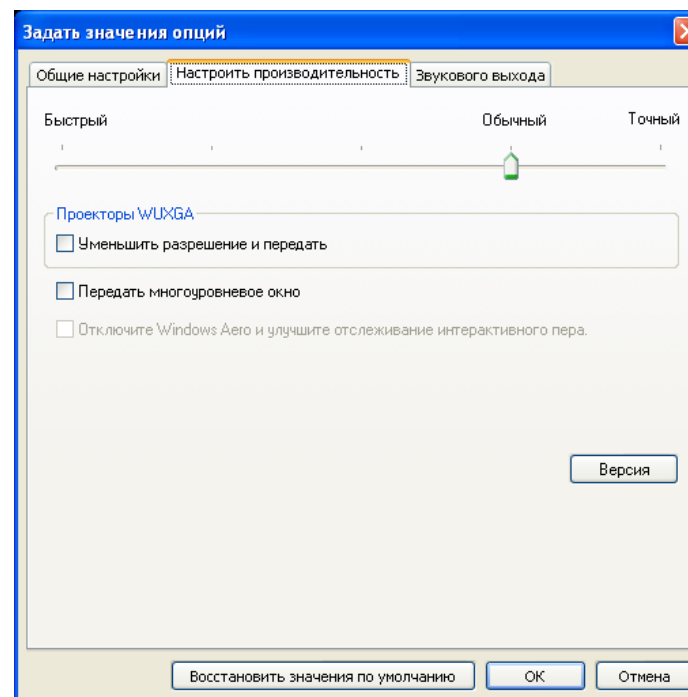 Задать значения опций
Общие настройки Настроить производительность Звукового выхода
Быстрый Обычный Точный
Проекторы WUXGA
Уменьшить разрешение и передать
Передать многоуровневое окно
Отключите Windows Aero и улучшите отслеживание интерактивного пера.
Версия
Восстановить значения по умолчанию OK Отмена